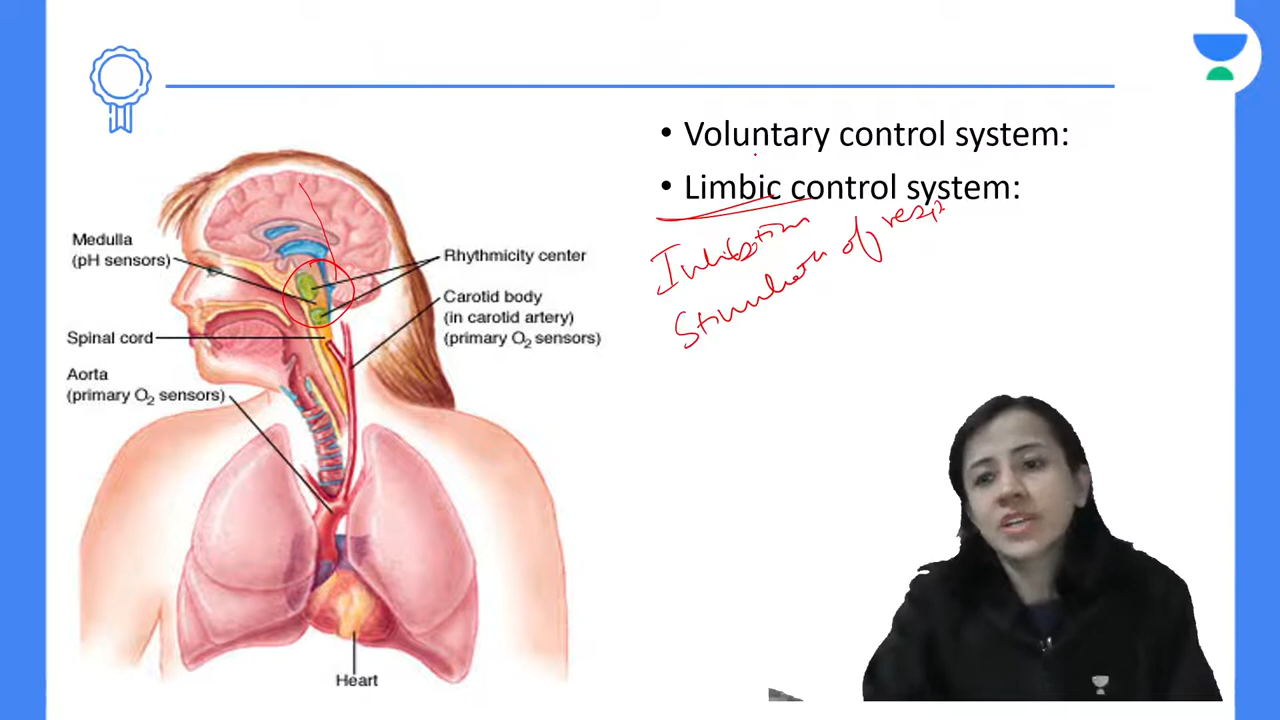 • Voluntary control system:
• Limbic control system:
Inhibition
Stimulation of resp.
Medulla
(pH sensors)
Spinal cord
Aorta
(primary O₂ sensors)
Rhythmicity center
Carotid body
(in carotid artery)
(primary O₂ sensors)
Heart